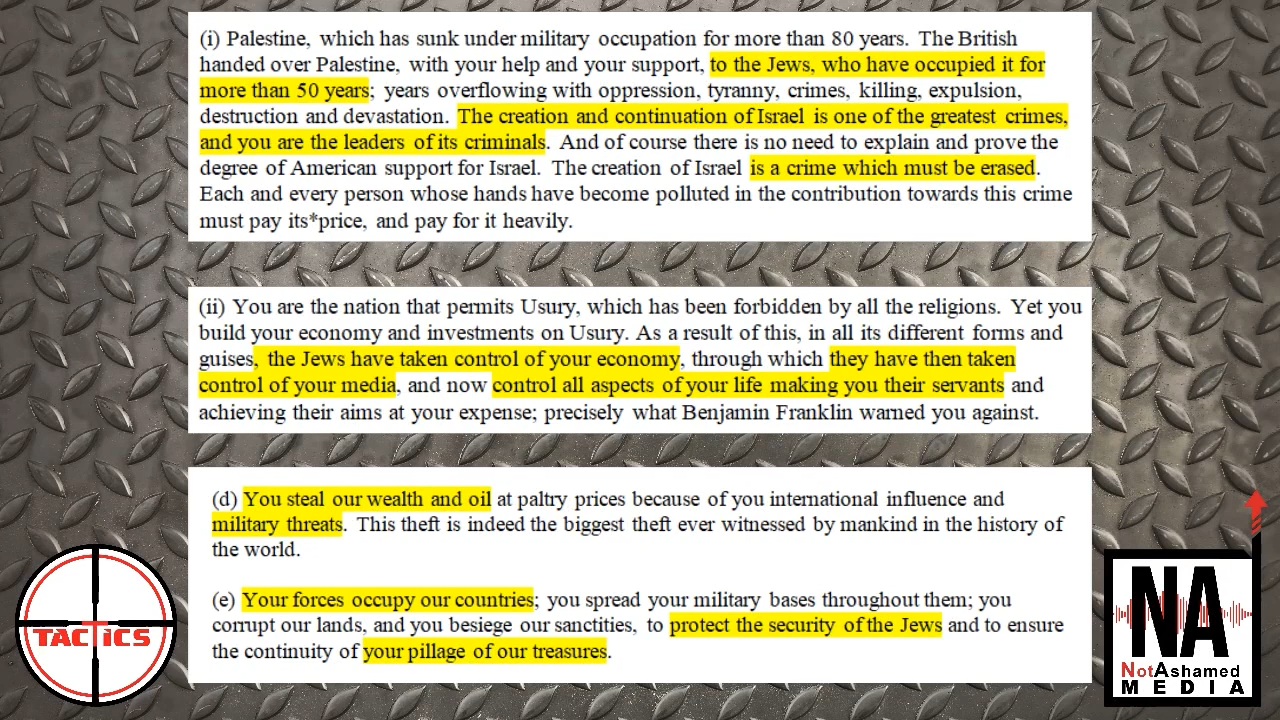 (i) Palestine, which has sunk under military occupation for more than 80 years. The British
handed over Palestine, with your help and your support, to the Jews, who have occupied it for
more than 50 years; years overflowing with oppression, tyranny, crimes, killing, expulsion,
destruction and devastation. The creation and continuation of Israel is one of the greatest crimes,
and you are the leaders of its criminals. And of course there is no need to explain and prove the
degree of American support for Israel. The creation of Israel is a crime which must be erased.
Each and every person whose hands have become polluted in the contribution towards this crime
must pay its*price, and pay for it heavily.
(ii) You are the nation that permits Usury, which has been forbidden by all the religions. Yet you
build your economy and investments on Usury. As a result of this, in all its different forms and
guises, the Jews have taken control of your economy, through which they have then taken
control of your media, and now control all aspects of your life making you their servants and
achieving their aims at your expense; precisely what Benjamin Franklin warned you against.
(d) You steal our wealth and oil at paltry prices because of you international influence and
military threats. This theft is indeed the biggest theft ever witnessed by mankind in the history of
the world.
(e) Your forces occupy our countries; you spread your military bases throughout them; you
corrupt our lands, and you besiege our sanctities, to protect the security of the Jews and to ensure
the continuity of your pillage of our treasures.
TACTICS
NA
NotAshamed
MEDIA